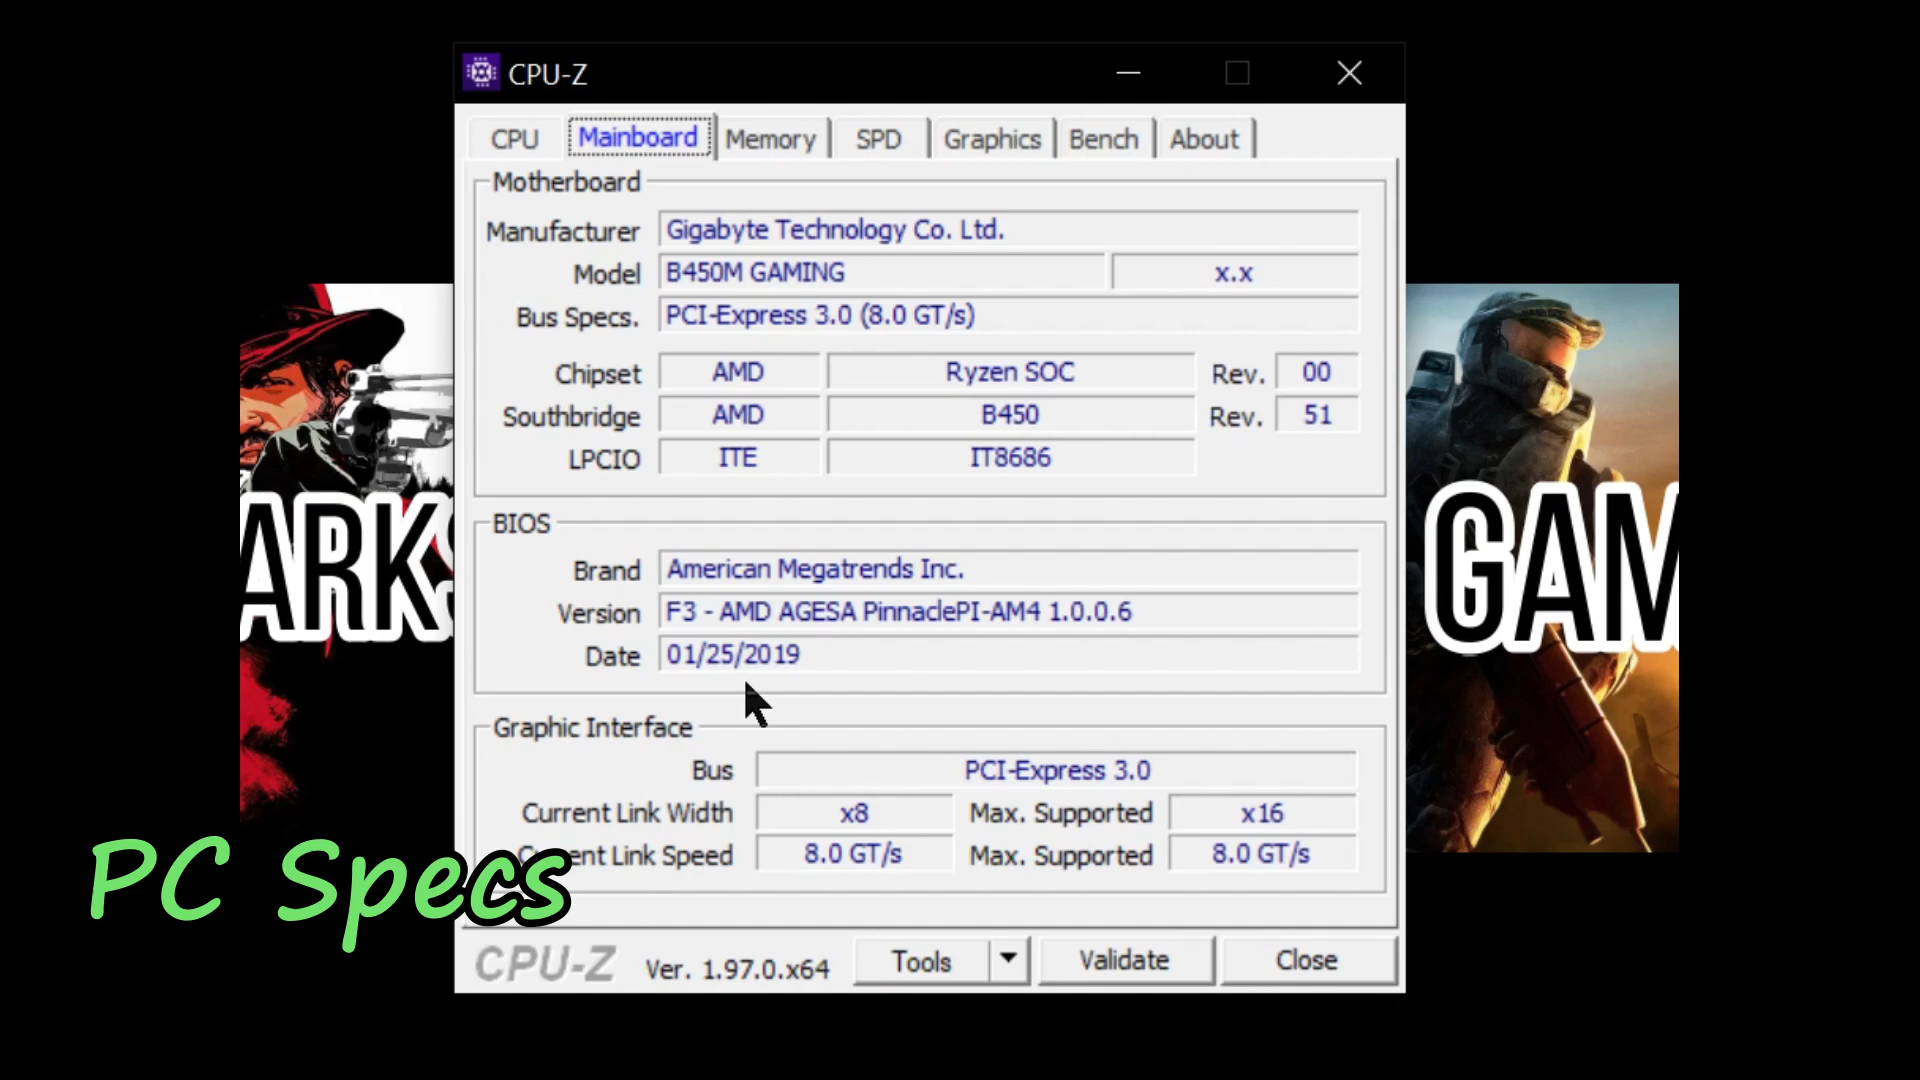 CPU-Z
CPU Mainboard Memory SPD Graphics Bench About
Motherboard
Manufacturer Gigabyte Technology Co. Ltd.
Model B450M GAMING x.x
Bus Specs. PCI-Express 3.0 (8.0 GT/s)
Chipset AMD Ryzen SOC Rev. 00
Southbridge AMD B450 Rev. 51
LPCIO ITE IT8686
ARKS GAM
BIOS
Brand American Megatrends Inc.
Version F3 - AMD AGESA PinnaclePI-AM4 1.0.0.6
Date 01/25/2019
Graphic Interface
Bus PCI-Express 3.0
Current Link Width x8 Max. Supported x16
Current Link Speed 8.0 GT/s Max. Supported 8.0 GT/s
PC Specs
CPU-Z Ver. 1.97.0.x64 Tools Validate Close